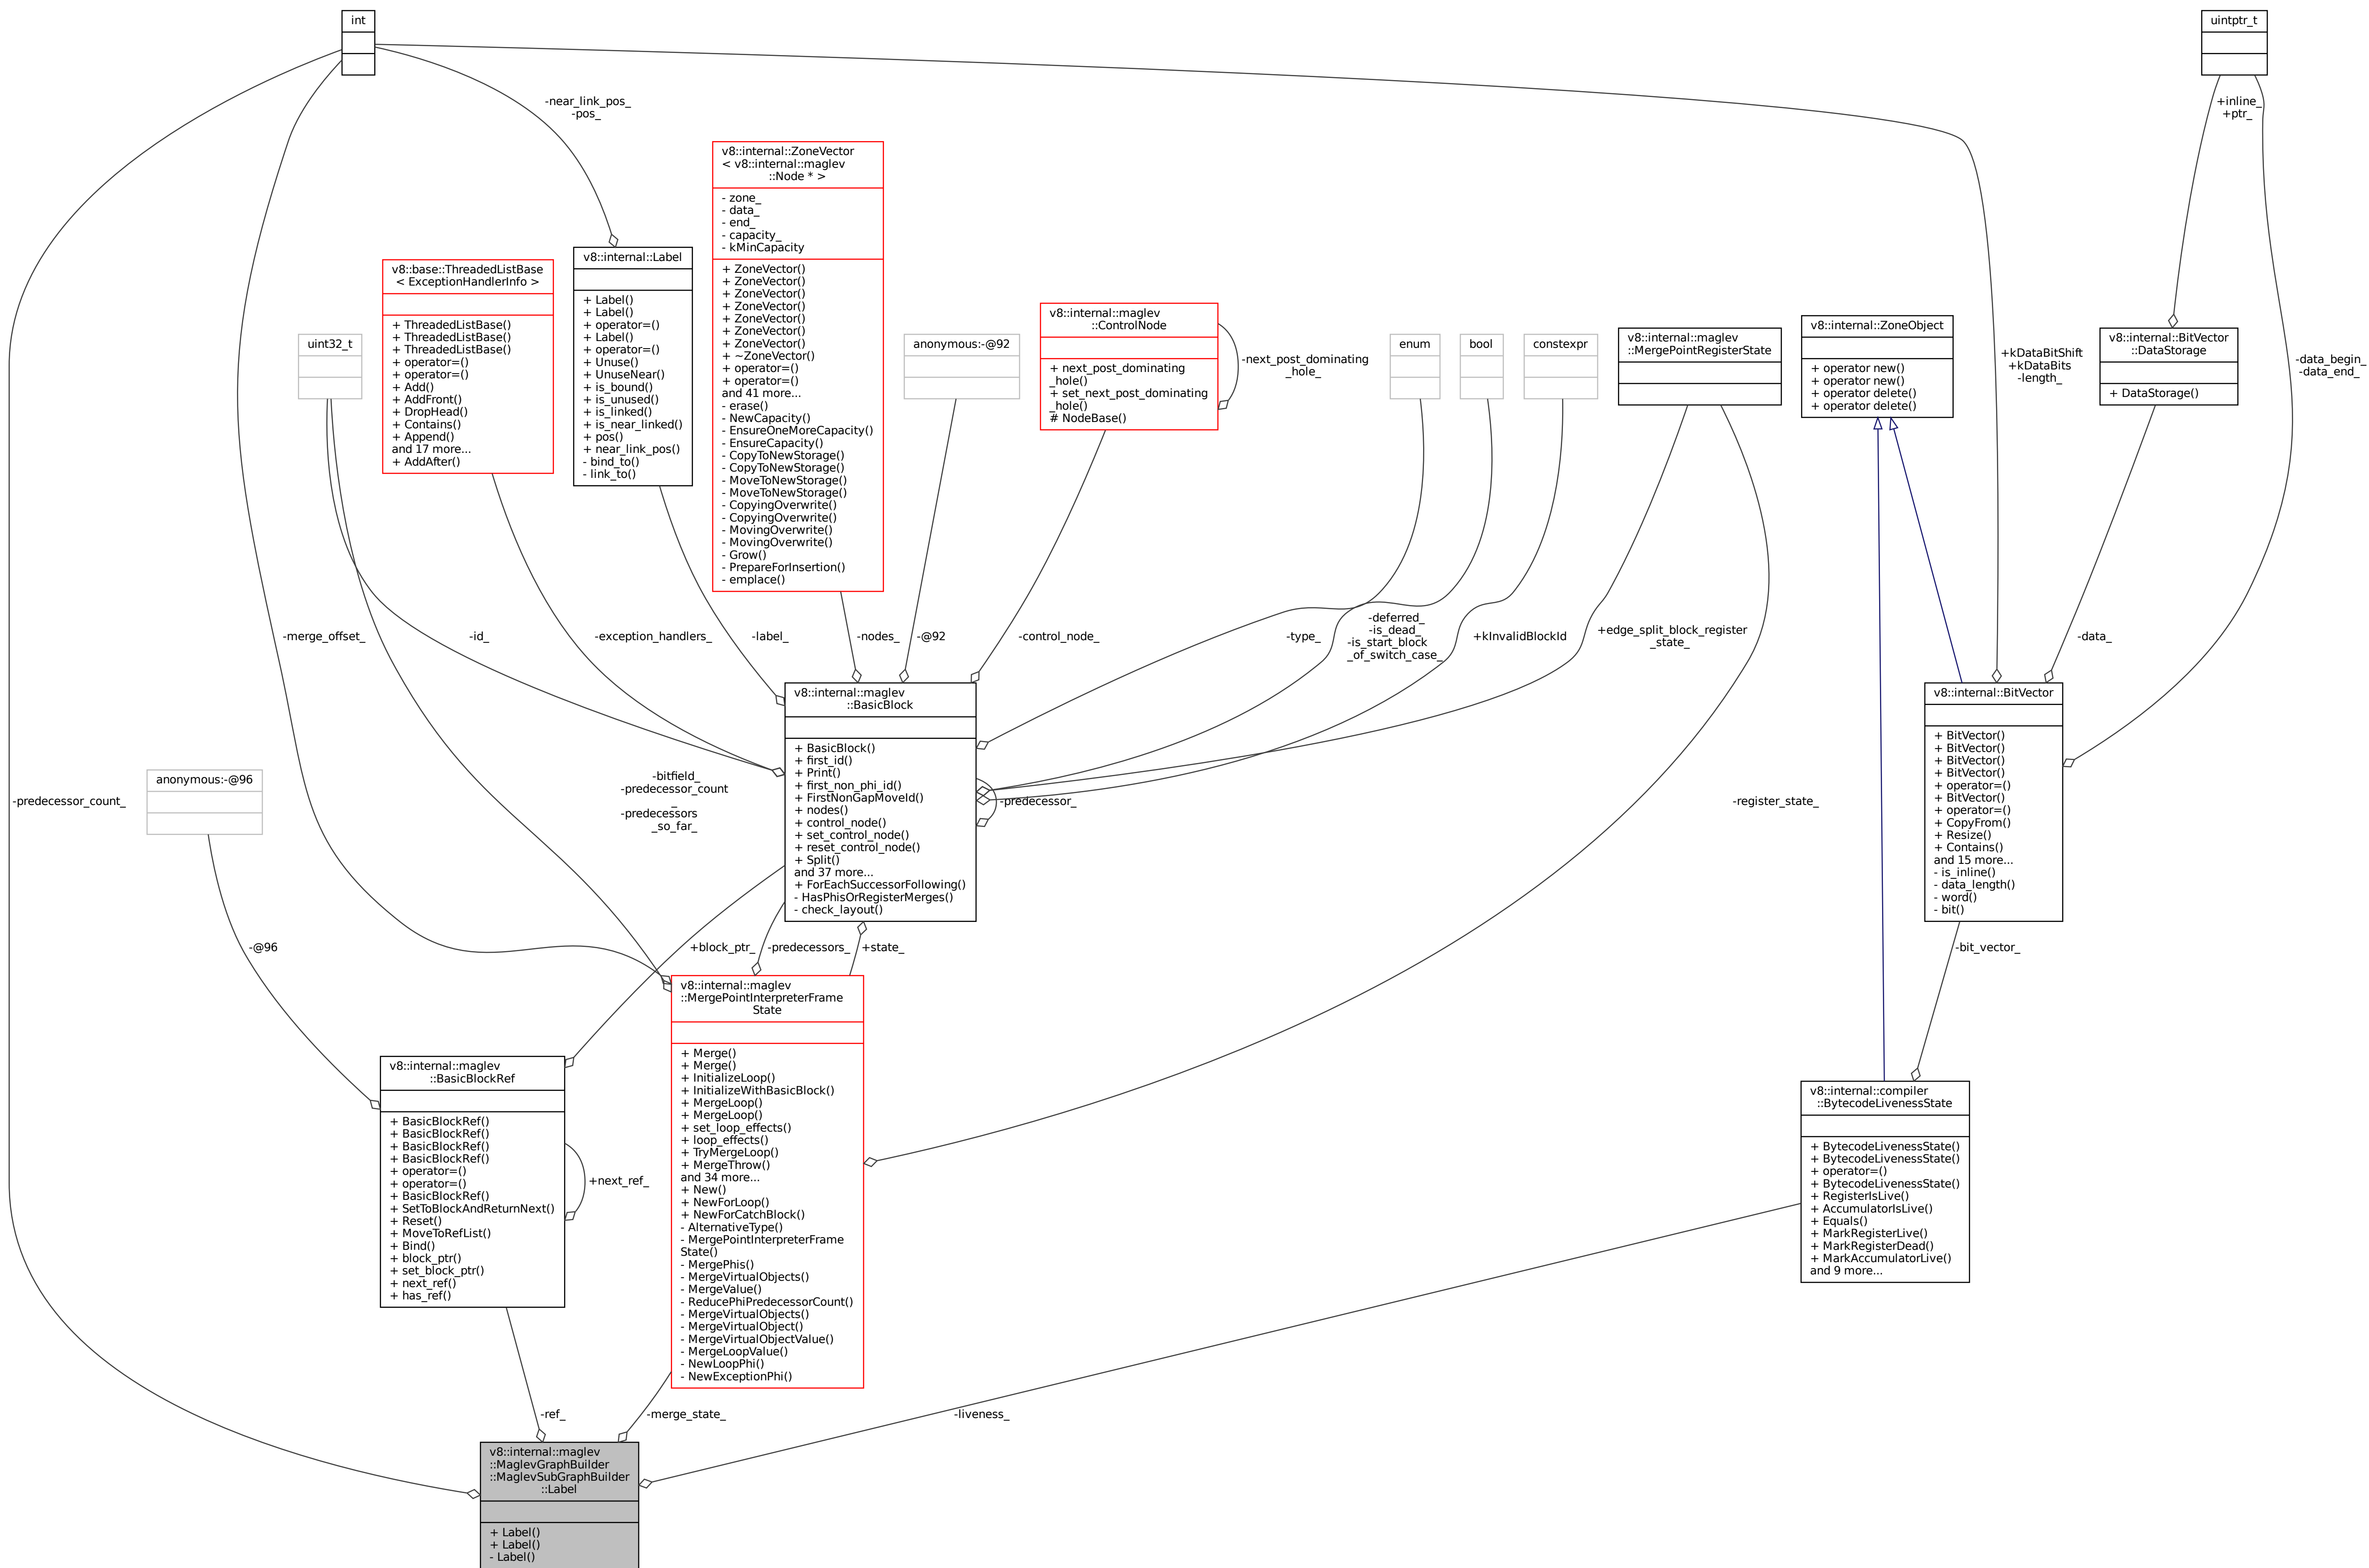 int
uintptr_t
-near_link_pos_
-pos_
+inline_
+ptr_
v8::internal::ZoneVector
< v8::internal::maglev
::Node * >
- zone_
- data_
- end_
- capacity_
- kMinCapacity
+ ZoneVector()
+ ZoneVector()
+ ZoneVector()
+ ZoneVector()
+ ZoneVector()
+ ZoneVector()
+ ZoneVector()
+ ~ZoneVector()
+ operator=()
+ operator=()
and 41 more...
- erase()
- NewCapacity()
- EnsureOneMoreCapacity()
- EnsureCapacity()
- CopyToNewStorage()
- CopyToNewStorage()
- MoveToNewStorage()
- MoveToNewStorage()
- CopyingOverwrite()
- CopyingOverwrite()
- MovingOverwrite()
- MovingOverwrite()
- Grow()
- PrepareForInsertion()
- emplace()
v8::internal::Label
+ Label()
+ Label()
+ operator=()
+ Label()
+ operator=()
+ Unuse()
+ UnuseNear()
+ is_bound()
+ is_unused()
+ is_linked()
+ is_near_linked()
+ pos()
+ near_link_pos()
- bind_to()
- link_to()
v8::base::ThreadedListBase
< ExceptionHandlerInfo >
+ ThreadedListBase()
+ ThreadedListBase()
+ ThreadedListBase()
+ operator=()
+ operator=()
+ Add()
+ AddFront()
+ DropHead()
+ Contains()
+ Append()
and 17 more...
+ AddAfter()
uint32_t
anonymous:-@92
v8::internal::maglev
::ControlNode
+ next_post_dominating
_hole()
+ set_next_post_dominating
_hole()
# NodeBase()
-next_post_dominating
_hole_
enum
bool
constexpr
v8::internal::maglev
::MergePointRegisterState
v8::internal::ZoneObject
+ operator new()
+ operator new()
+ operator delete()
+ operator delete()
+kDataBitShift
+kDataBits
-length_
v8::internal::BitVector
::DataStorage
+ DataStorage()
-data_begin_
-data_end_
-merge_offset_
-id_
-exception_handlers_
-label_
-nodes_
-@92
-control_node_
-type_
-deferred_
-is_dead_
-is_start_block
_of_switch_case_
+kInvalidBlockId
+edge_split_block_register
_state_
-data_
v8::internal::maglev
::BasicBlock
+ BasicBlock()
+ first_id()
+ Print()
+ first_non_phi_id()
+ FirstNonGapMoveId()
+ nodes()
+ control_node()
+ set_control_node()
+ reset_control_node()
+ Split()
and 37 more...
+ ForEachSuccessorFollowing()
- HasPhisOrRegisterMerges()
- check_layout()
v8::internal::BitVector
+ BitVector()
+ BitVector()
+ BitVector()
+ BitVector()
+ operator=()
+ BitVector()
+ operator=()
+ CopyFrom()
+ Resize()
+ Contains()
and 15 more...
- is_inline()
- data_length()
- word()
- bit()
-predecessor_count_
anonymous:-@96
-bitfield_
-predecessor_count
_
-predecessors
_so_far_
-predecessor_
-register_state_
-@96
+block_ptr_
-predecessors_
+state_
-bit_vector_
v8::internal::maglev
::MergePointInterpreterFrame
State
+ Merge()
+ Merge()
+ InitializeLoop()
+ InitializeWithBasicBlock()
+ MergeLoop()
+ MergeLoop()
+ set_loop_effects()
+ loop_effects()
+ TryMergeLoop()
+ MergeThrow()
and 34 more...
+ New()
+ NewForLoop()
+ NewForCatchBlock()
- AlternativeType()
- MergePointInterpreterFrame
State()
- MergePhis()
- MergeVirtualObjects()
- MergeValue()
- ReducePhiPredecessorCount()
- MergeVirtualObjects()
- MergeVirtualObject()
- MergeVirtualObjectValue()
- MergeLoopValue()
- NewLoopPhi()
- NewExceptionPhi()
v8::internal::maglev
::BasicBlockRef
+ BasicBlockRef()
+ BasicBlockRef()
+ BasicBlockRef()
+ BasicBlockRef()
+ operator=()
+ operator=()
+ BasicBlockRef()
+ SetToBlockAndReturnNext()
+ Reset()
+ MoveToRefList()
+ Bind()
+ block_ptr()
+ set_block_ptr()
+ next_ref()
+ has_ref()
+next_ref_
v8::internal::compiler
::BytecodeLivenessState
+ BytecodeLivenessState()
+ BytecodeLivenessState()
+ operator=()
+ BytecodeLivenessState()
+ RegisterIsLive()
+ AccumulatorIsLive()
+ Equals()
+ MarkRegisterLive()
+ MarkRegisterDead()
+ MarkAccumulatorLive()
and 9 more...
-ref_
-merge_state_
-liveness_
v8::internal::maglev
::MaglevGraphBuilder
::MaglevSubGraphBuilder
::Label
+ Label()
+ Label()
- Label()